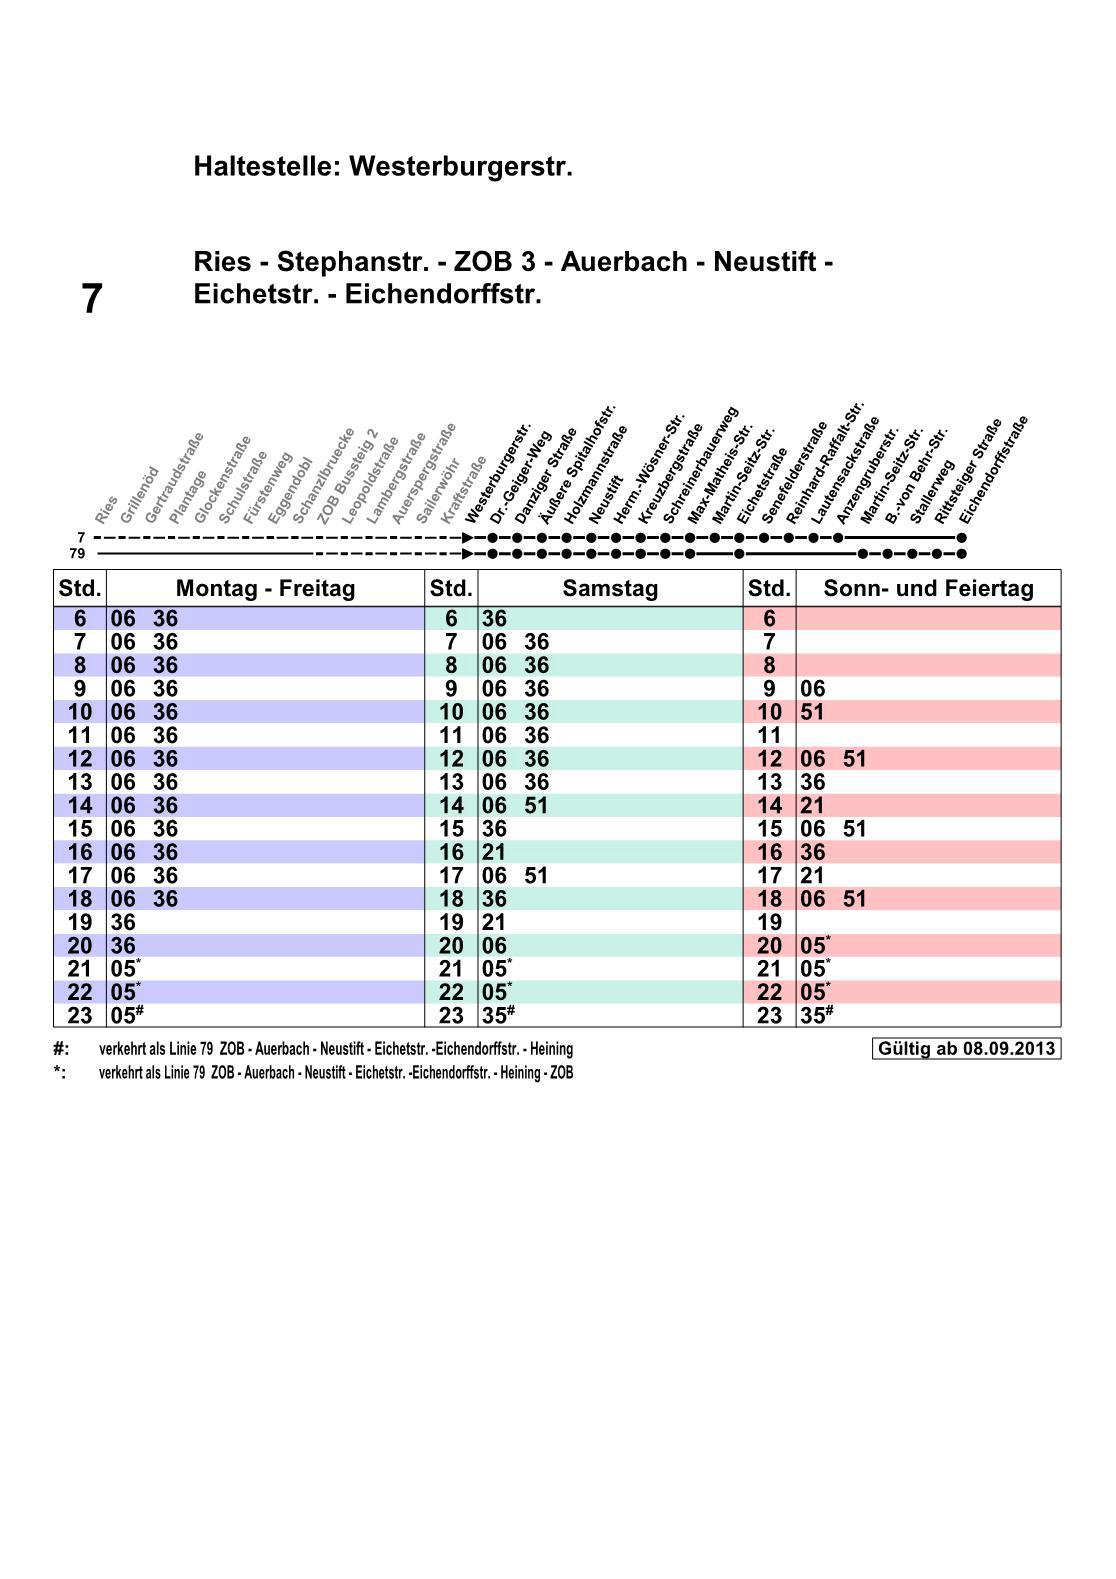 Haltestelle: Westerburgerstr.
Ries - Stephanstr. - ZOB 3 - Auerbach - Neustift -
7
Eichetstr. - Eichendorffstr.
Ries
Grillenöd
Gertraudstraße
Plantage
Glockenstraße
Schulstraße
Fürstenweg
Eggendobl
Schanzlbruecke
ZOB Bussteig 2
Leopoldstraße
Lambergstraße
Auerspergstraße
Sailerwöhr
Kraftstraße
Westerburgerstr.
Dr.-Geiger-Weg
Danziger Straße
Äußere Spitalhofstr.
Holzmannstraße
Neustift
Herm.-Wösner-Str.
Kreuzbergstraße
Schreinerbauerweg
Max-Matheis-Str.
Martin-Seitz-Str.
Eichetstraße
Senefelderstraße
Reinhard-Raffalt-Str.
Lautensackstraße
Anzengruberstr.
Martin-Seitz-Str.
B.-von Behr-Str.
Stallerweg
Rittsteiger Straße
Eichendorffstraße
7
79
Std. Montag - Freitag Std. Samstag Std. Sonn- und Feiertag
6 06 36 6 36 6
7 06 36 7 06 36 7
8 06 36 8 06 36 8
9 06 36 9 06 36 9 06
10 06 36 10 06 36 10 51
11 06 36 11 06 36 11
12 06 36 12 06 36 12 06 51
13 06 36 13 06 36 13 36
14 06 36 14 06 51 14 21
15 06 36 15 36 15 06 51
16 06 36 16 21 16 36
17 06 36 17 06 51 17 21
18 06 36 18 36 18 06 51
19 36 19 21 19
20 36 20 06 20 05*
21 05* 21 05* 21 05*
22 05* 22 05* 22 05*
23 05# 23 35# 23 35#
#: verkehrt als Linie 79 ZOB - Auerbach - Neustift - Eichetstr. -Eichendorffstr. - Heining
Gültig ab 08.09.2013
*: verkehrt als Linie 79 ZOB - Auerbach - Neustift - Eichetstr. -Eichendorffstr. - Heining - ZOB